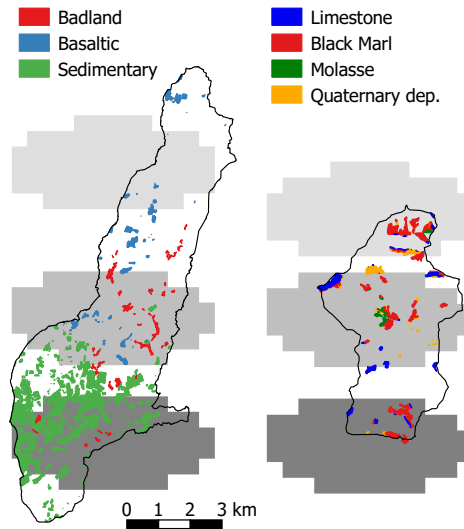 Badland
Basaltic
Sedimentary
Limestone
Black Marl
Molasse
Quaternary dep.
0 1 2 3 km